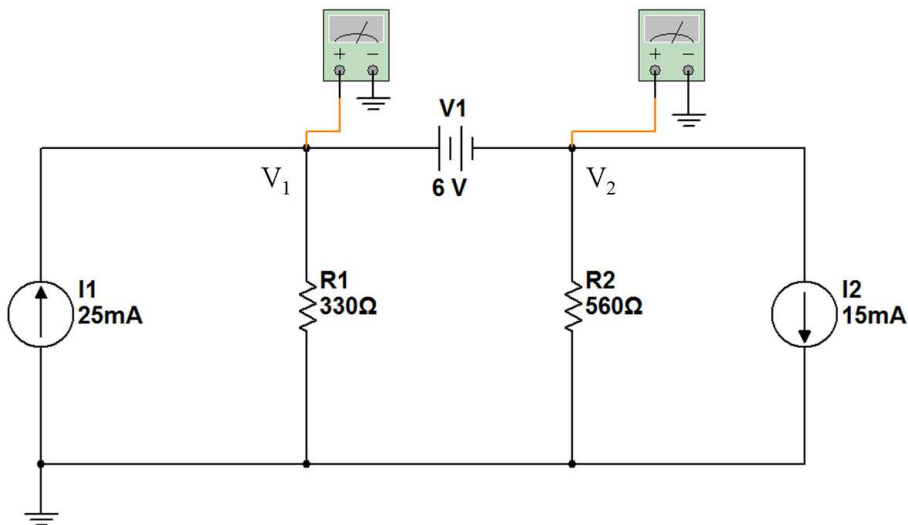 + −
+ −
V1
6 V
V₁
V₂
I1
25mA
R1
330Ω
R2
560Ω
I2
15mA